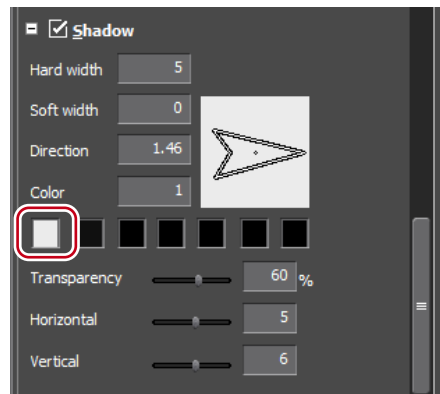 Shadow
Hard width 5
Soft width 0
Direction 1.46
Color 1
Transparency 60 %
Horizontal 5
Vertical 6